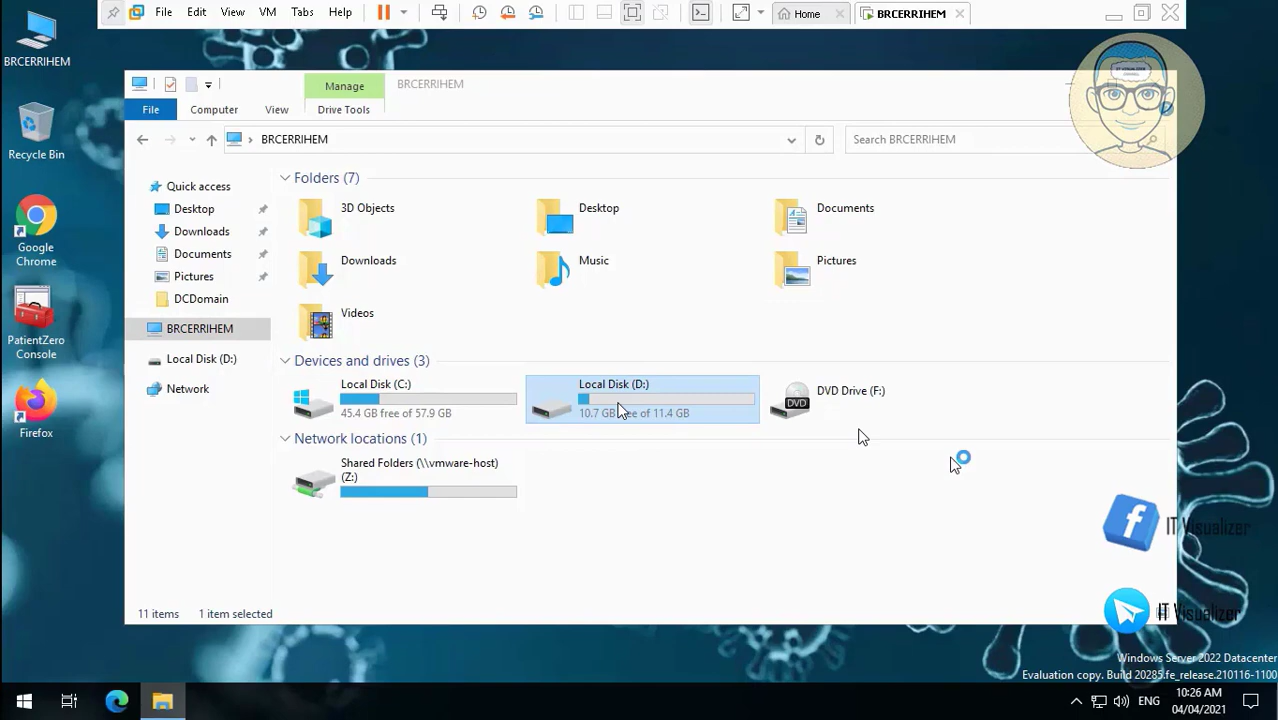 File Edit View VM Tabs Help
Home
BRCERRIHEM
BRCERRIHEM
Recycle Bin
Google
Chrome
PatientZero
Console
Firefox
Manage
BRCERRIHEM
File
Computer
View
Drive Tools
BRCERRIHEM
Search BRCERRIHEM
IT VISUALIZER
Quick access
Desktop
Downloads
Documents
Pictures
DCDomain
BRCERRIHEM
Local Disk (D:)
Network
Folders (7)
3D Objects
Desktop
Documents
Downloads
Music
Pictures
Videos
Devices and drives (3)
Local Disk (C:)
45.4 GB free of 57.9 GB
Local Disk (D:)
10.7 GB free of 11.4 GB
DVD Drive (F:)
DVD
Network locations (1)
Shared Folders (\\vmware-host)
(Z:)
11 items
1 item selected
IT Visualizer
IT Visualizer
Windows Server 2022 Datacenter
Evaluation copy. Build 20285.fe_release.210116-1100
ENG
10:26 AM
04/04/2021